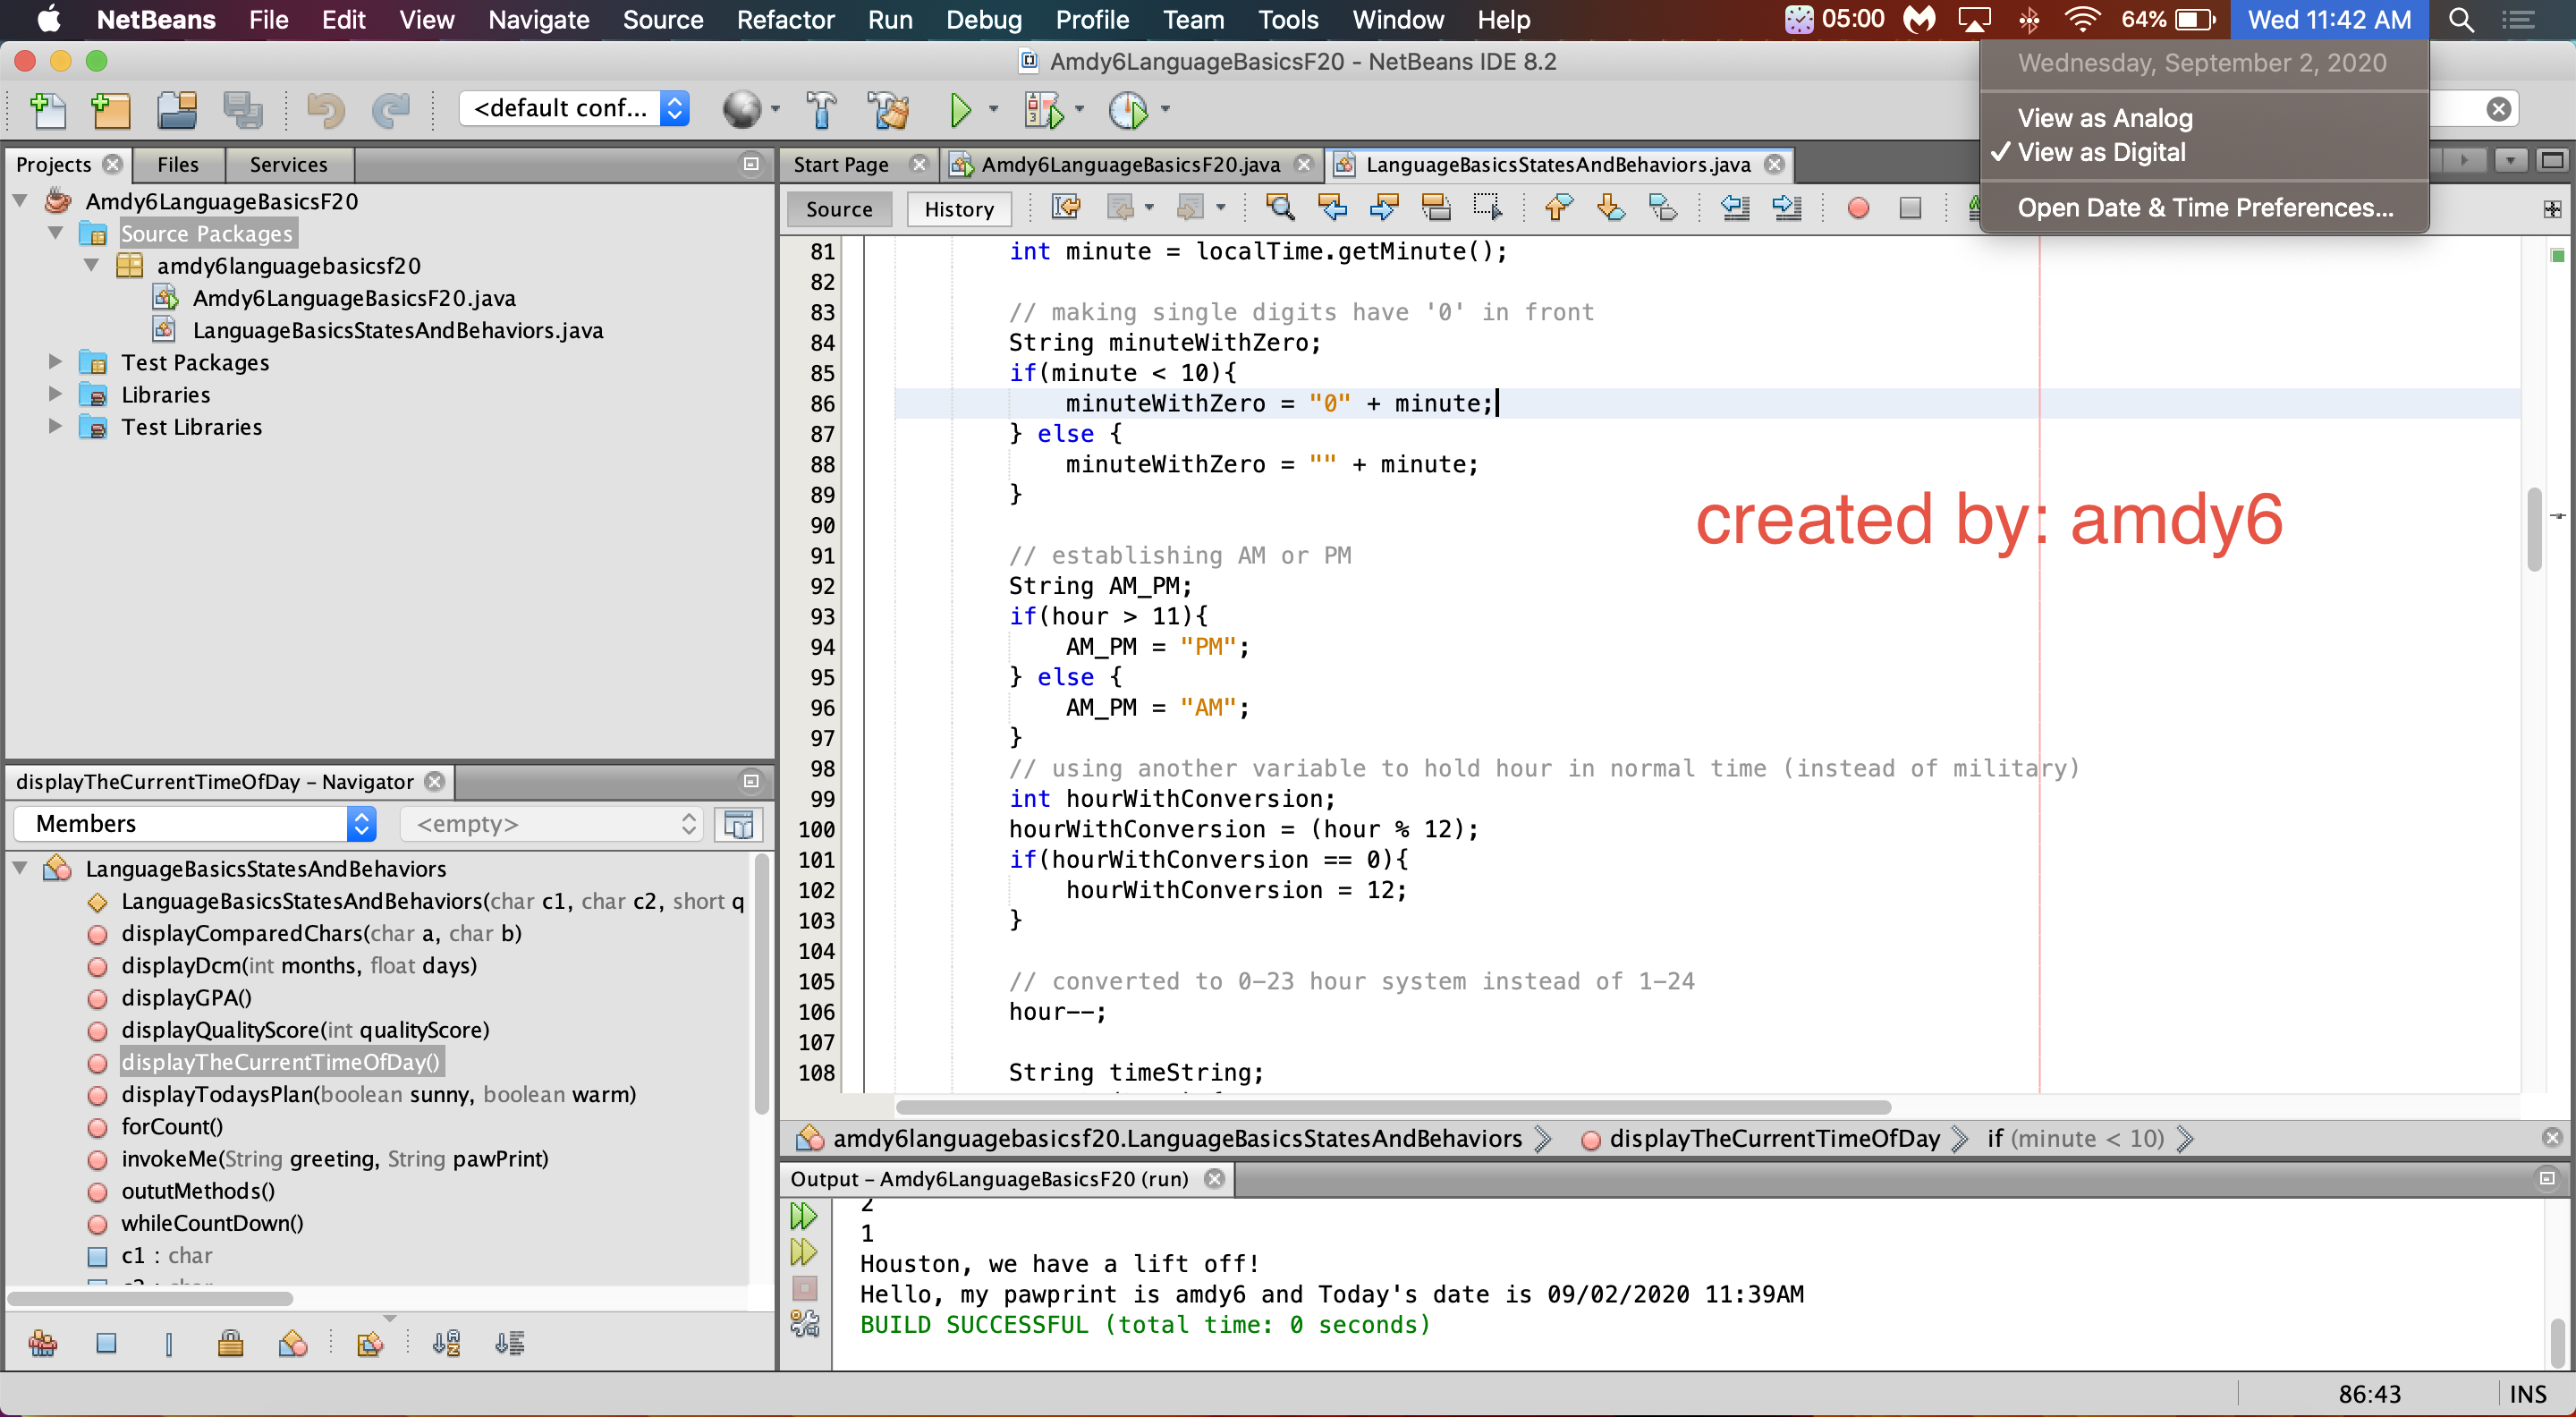 NetBeans File Edit View Navigate Source Refactor Run Debug Profile Team Tools Window Help 05:00 64% Wed 11:42 AM
Amdy6LanguageBasicsF20 - NetBeans IDE 8.2
Wednesday, September 2, 2020
View as Analog
✓ View as Digital
Open Date & Time Preferences...
<default conf...
Projects Files Services
Amdy6LanguageBasicsF20
Source Packages
amdy6languagebasicsf20
Amdy6LanguageBasicsF20.java
LanguageBasicsStatesAndBehaviors.java
Test Packages
Libraries
Test Libraries
displayTheCurrentTimeOfDay - Navigator
Members <empty>
LanguageBasicsStatesAndBehaviors
LanguageBasicsStatesAndBehaviors(char c1, char c2, short q
displayComparedChars(char a, char b)
displayDcm(int months, float days)
displayGPA()
displayQualityScore(int qualityScore)
displayTheCurrentTimeOfDay()
displayTodaysPlan(boolean sunny, boolean warm)
forCount()
invokeMe(String greeting, String pawPrint)
oututMethods()
whileCountDown()
c1 : char
Start Page Amdy6LanguageBasicsF20.java LanguageBasicsStatesAndBehaviors.java
Source History
81 int minute = localTime.getMinute();
82
83 // making single digits have '0' in front
84 String minuteWithZero;
85 if(minute < 10){
86 minuteWithZero = "0" + minute;
87 } else {
88 minuteWithZero = "" + minute;
89 }
90
91 // establishing AM or PM
92 String AM_PM;
93 if(hour > 11){
94 AM_PM = "PM";
95 } else {
96 AM_PM = "AM";
97 }
98 // using another variable to hold hour in normal time (instead of military)
99 int hourWithConversion;
100 hourWithConversion = (hour % 12);
101 if(hourWithConversion == 0){
102 hourWithConversion = 12;
103 }
104
105 // converted to 0-23 hour system instead of 1-24
106 hour--;
107
108 String timeString;
created by: amdy6
amdy6languagebasicsf20.LanguageBasicsStatesAndBehaviors displayTheCurrentTimeOfDay if (minute < 10)
Output - Amdy6LanguageBasicsF20 (run)
2
1
Houston, we have a lift off!
Hello, my pawprint is amdy6 and Today's date is 09/02/2020 11:39AM
BUILD SUCCESSFUL (total time: 0 seconds)
86:43 INS